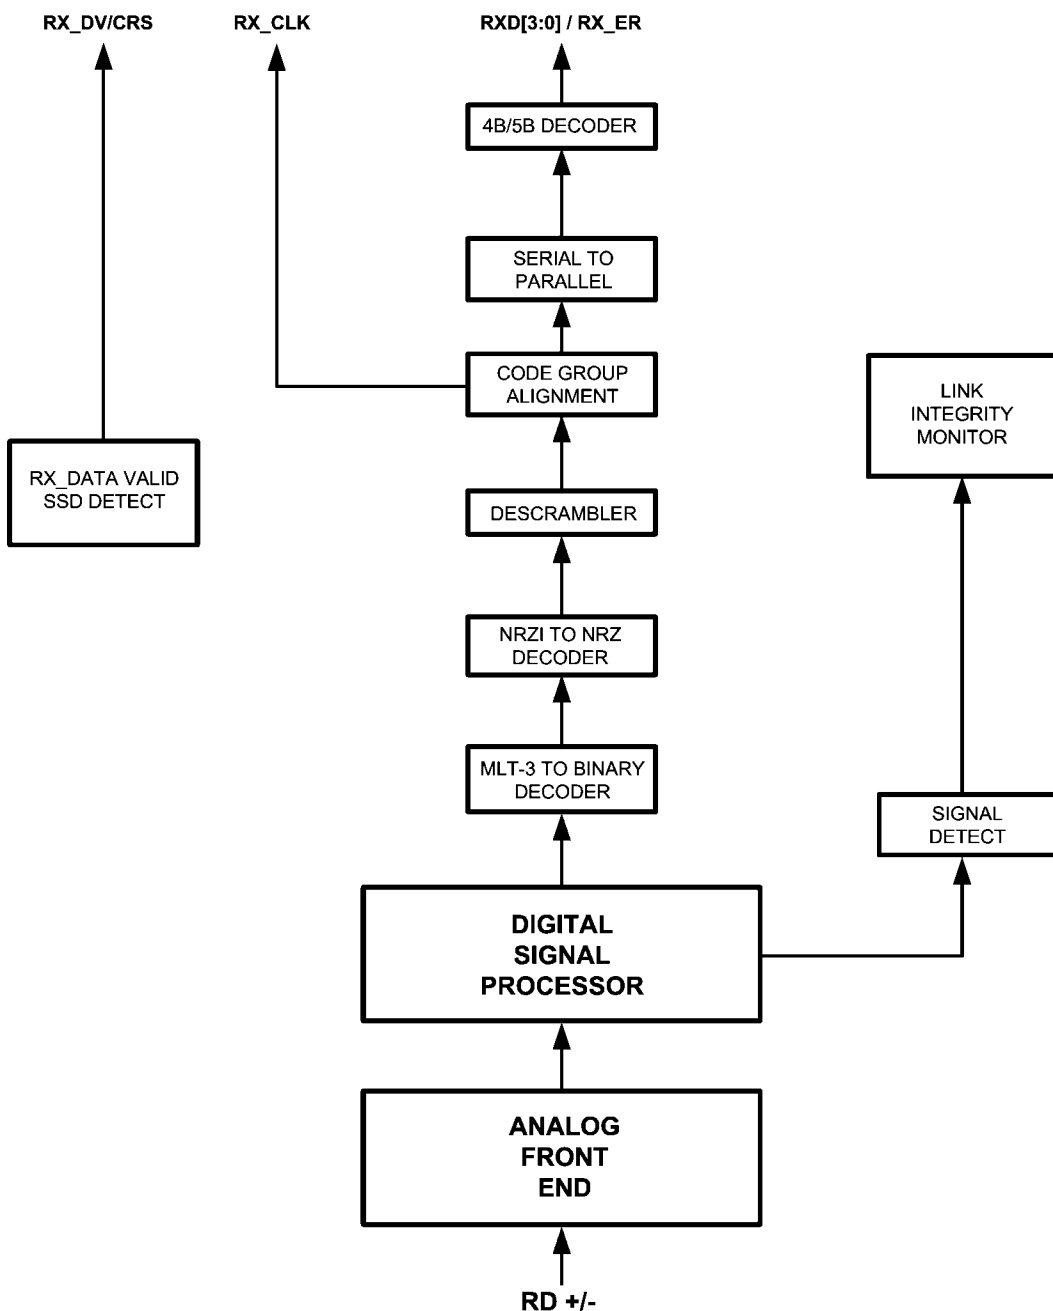 RX_DV/CRS
RX_CLK
RXD[3:0] / RX_ER
4B/5B DECODER
SERIAL TO
PARALLEL
CODE GROUP
ALIGNMENT
LINK
INTEGRITY
MONITOR
RX_DATA VALID
SSD DETECT
DESCRAMBLER
NRZI TO NRZ
DECODER
MLT-3 TO BINARY
DECODER
SIGNAL
DETECT
DIGITAL
SIGNAL
PROCESSOR
ANALOG
FRONT
END
RD +/-